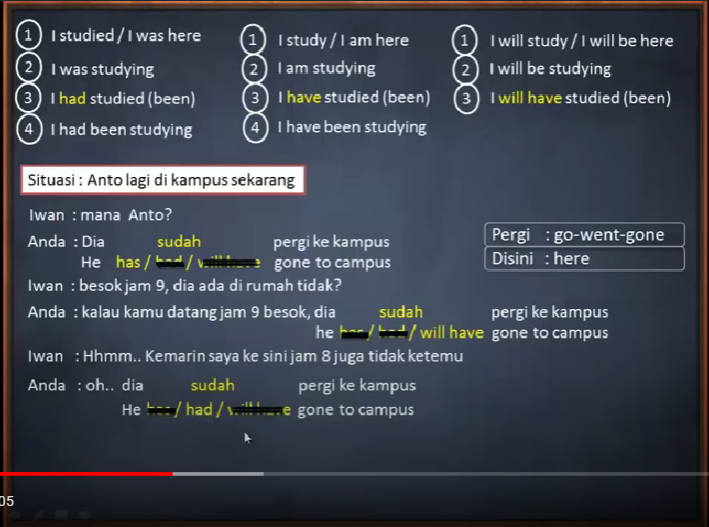 1 I studied / I was here
2 I was studying
3 I had studied (been)
4 I had been studying
1 I study / I am here
2 I am studying
3 I have studied (been)
4 I have been studying
1 I will study / I will be here
2 I will be studying
3 I will have studied (been)
Situasi : Anto lagi di kampus sekarang
Iwan : mana Anto?
Anda : Dia sudah pergi ke kampus
He has / had / will have gone to campus
Pergi : go-went-gone
Disini : here
Iwan : besok jam 9, dia ada di rumah tidak?
Anda : kalau kamu datang jam 9 besok, dia sudah pergi ke kampus
he has / had / will have gone to campus
Iwan : Hhmm.. Kemarin saya ke sini jam 8 juga tidak ketemu
Anda : oh.. dia sudah pergi ke kampus
He has / had / will have gone to campus
05